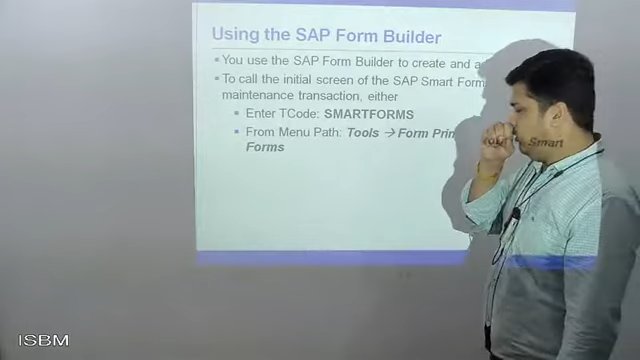 Using the SAP Form Builder
You use the SAP Form Builder to create and
To call the initial screen of the SAP Smart Form
maintenance transaction, either
Enter TCode: SMARTFORMS
From Menu Path: Tools → Form Prin Smart
Forms
ISBM